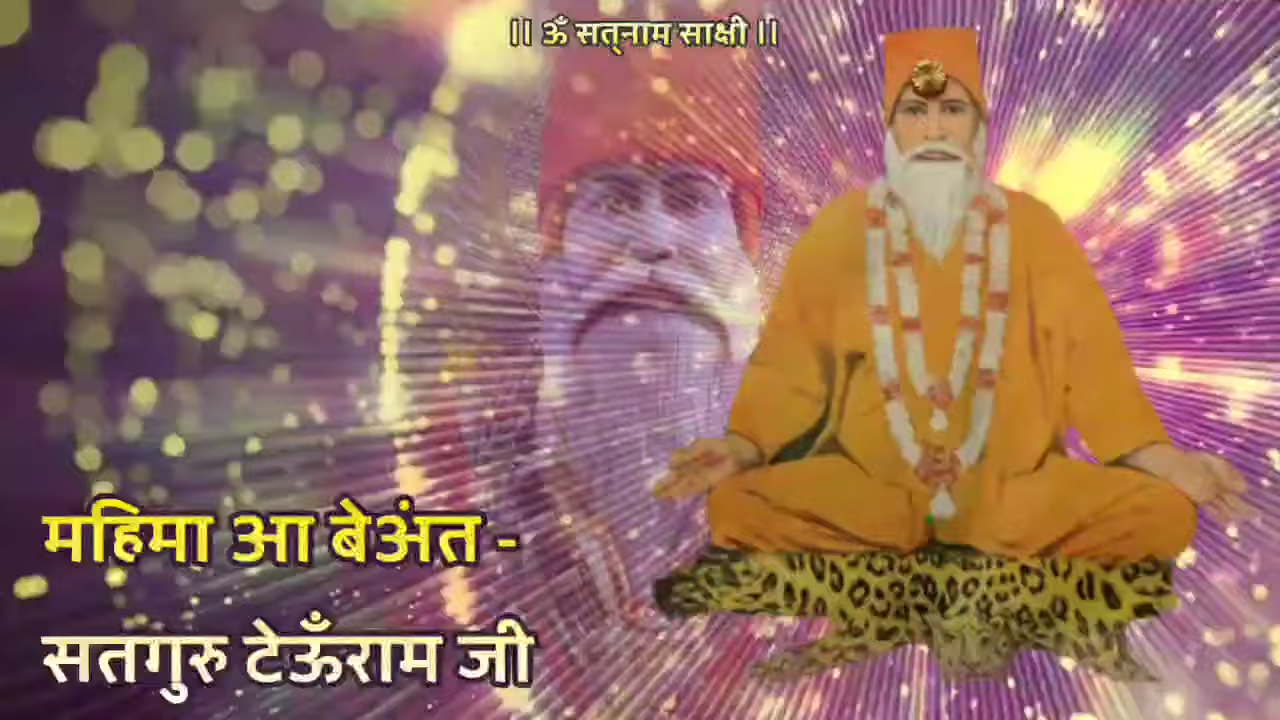 ।। ॐ सत्नाम साक्षी ।।
महिमा आ बेअंत -
सतगुरु टेऊँराम जी